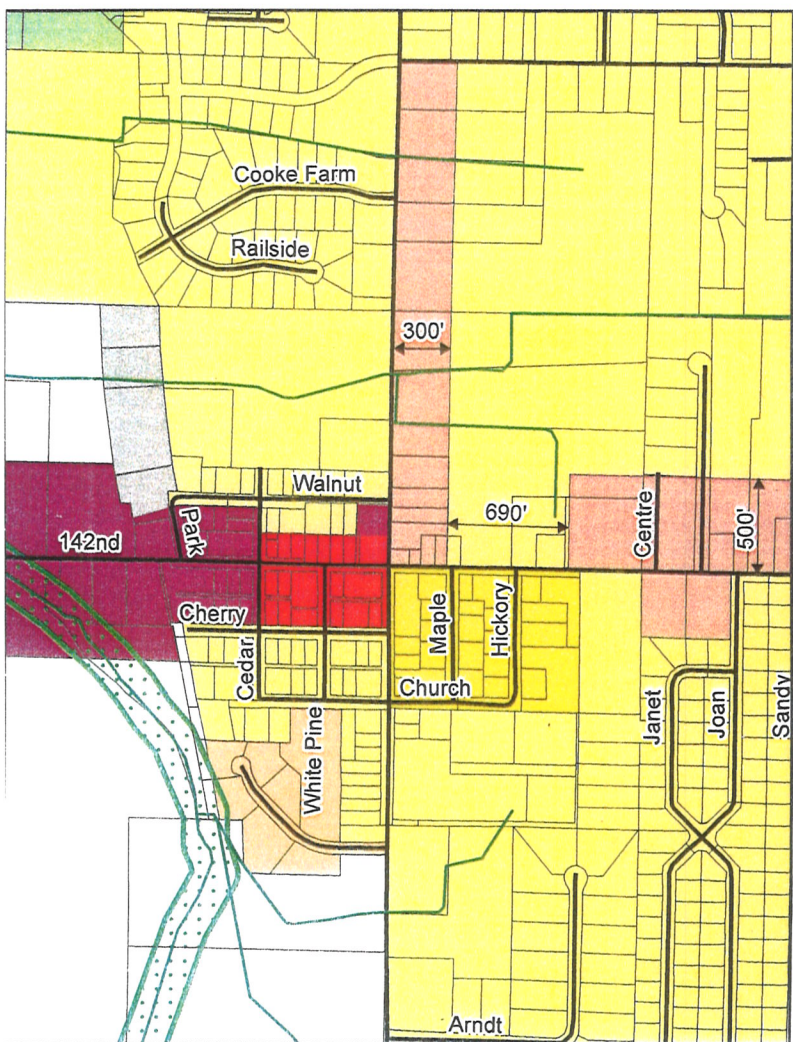 Cooke Farm
Railside
300'
Walnut
Park
690'
Centre
500'
142nd
Cherry
Cedar
Maple
Hickory
Church
White Pine
Janet
Joan
Sandy
Arndt